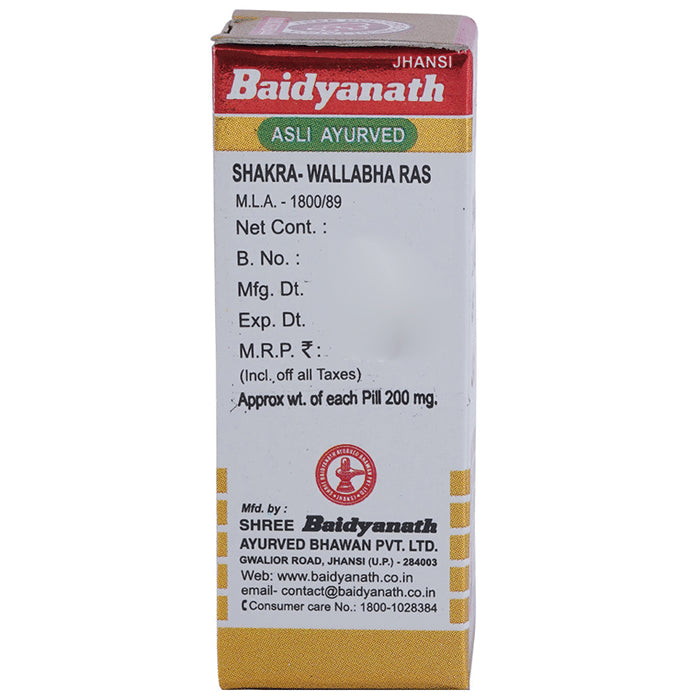 JHANSI
Baidyanath
ASLI AYURVED
SHAKRA- WALLABHA RAS
M.L.A. - 1800/89
Net Cont. :
B. No. :
Mfg. Dt.
Exp. Dt.
M.R.P. ₹ :
(Incl. off all Taxes)
Approx wt. of each Pill 200 mg.
Mfd. by :
SHREE Baidyanath
AYURVED BHAWAN PVT. LTD.
GWALIOR ROAD, JHANSI (U.P.) - 284003
Web: www.baidyanath.co.in
email- contact@baidyanath.co.in
Consumer care No.: 1800-1028384